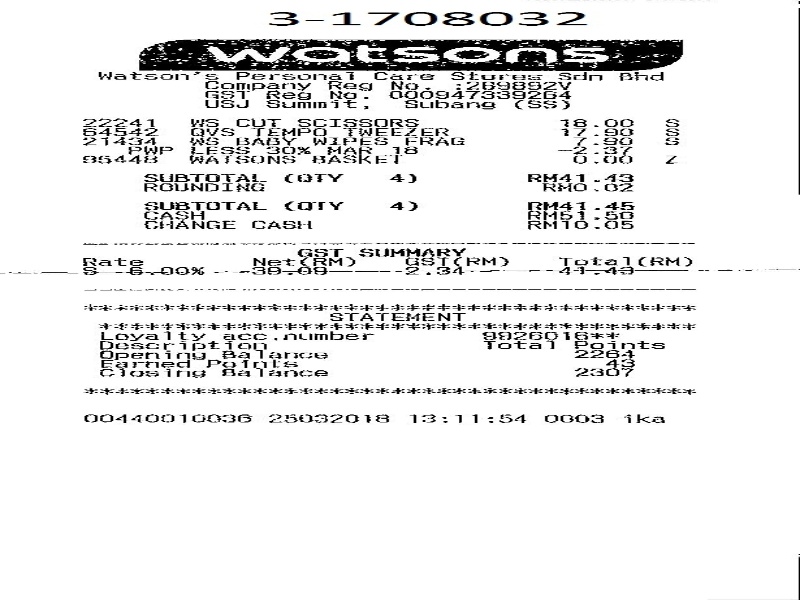 3-1708032
watsons
Watson's Personal Care Stores Sdn Bhd
Company Reg No. :289892V
GST Reg No. 000947339264
USJ Summit, Subang (SS)
22241 WS CUT SCISSORS 18.00 S
64542 QVS TEMPO TWEEZER 17.90 S
21434 WS BABY WIPES FRAG 7.90 S
PWP LESS 30% MAR 18 -2.37
95448 WATSONS BASKET 0.00 Z
SUBTOTAL (QTY 4) RM41.43
ROUNDING RM0.02
SUBTOTAL (QTY 4) RM41.45
CASH RM51.50
CHANGE CASH RM10.05
GST SUMMARY
Rate Net(RM) GST(RM) Total(RM)
S 6.00% 39.09 2.34 41.43
********************************************
STATEMENT
********************************************
Loyalty acc.number 9926016**
Description Total Points
Opening Balance 2264
Earned Points 43
Closing Balance 2307
********************************************
00440010036 25032018 13:11:54 0003 ika